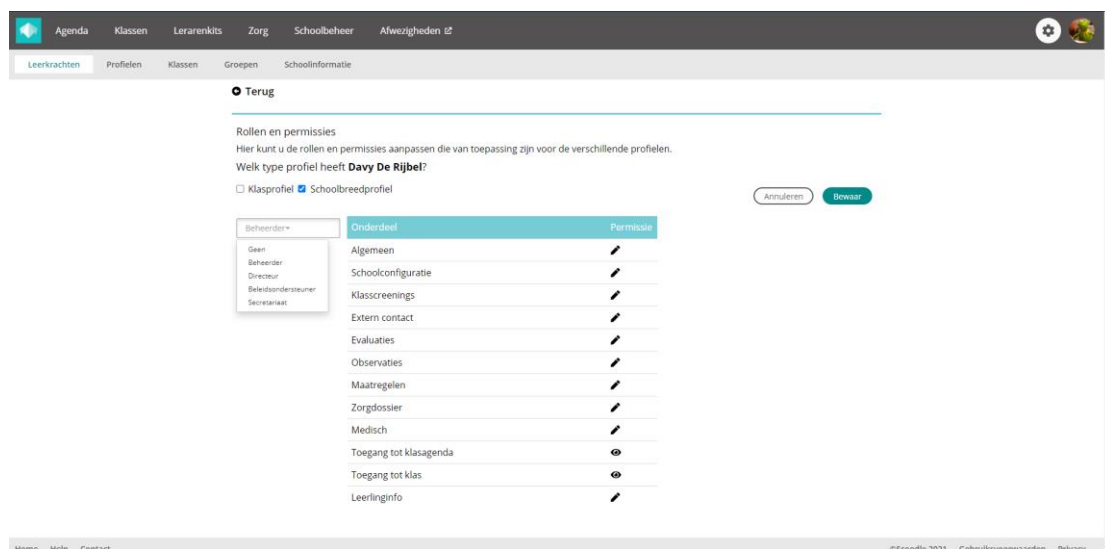 Agenda Klassen Lerarenkits Zorg Schoolbeheer Afwezigheden
Leerkrachten Profielen Klassen Groepen Schoolinformatie
Terug
Rollen en permissies
Hier kunt u de rollen en permissies aanpassen die van toepassing zijn voor de verschillende profielen.
Welk type profiel heeft Davy De Rijbel?
Klasprofiel Schoolbreedprofiel
Annuleren Bewaar
Beheerder
Geen
Beheerder
Directeur
Beleidsondersteuner
Secretariaat
Onderdeel Permissie
Algemeen
Schoolconfiguratie
Klasscreenings
Extern contact
Evaluaties
Observaties
Maatregelen
Zorgdossier
Medisch
Toegang tot klasagenda
Toegang tot klas
Leerlinginfo
Home Help Contact ©Scoodle 2021 Gebruiksvoorwaarden Privacy